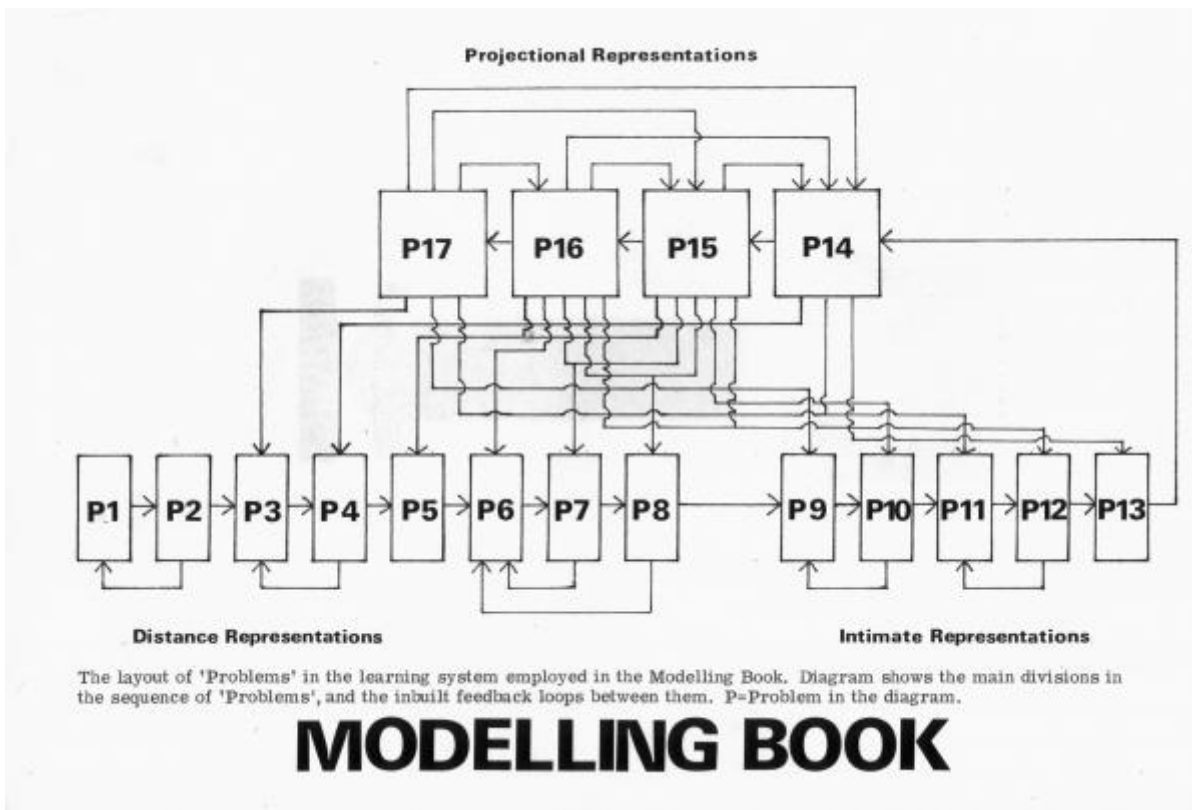 Projectional Representations
P17 P16 P15 P14
P1 P2 P3 P4 P5 P6 P7 P8 P9 P10 P11 P12 P13
Distance Representations Intimate Representations
The layout of 'Problems' in the learning system employed in the Modelling Book. Diagram shows the main divisions in
the sequence of 'Problems', and the inbuilt feedback loops between them. P=Problem in the diagram.
MODELLING BOOK